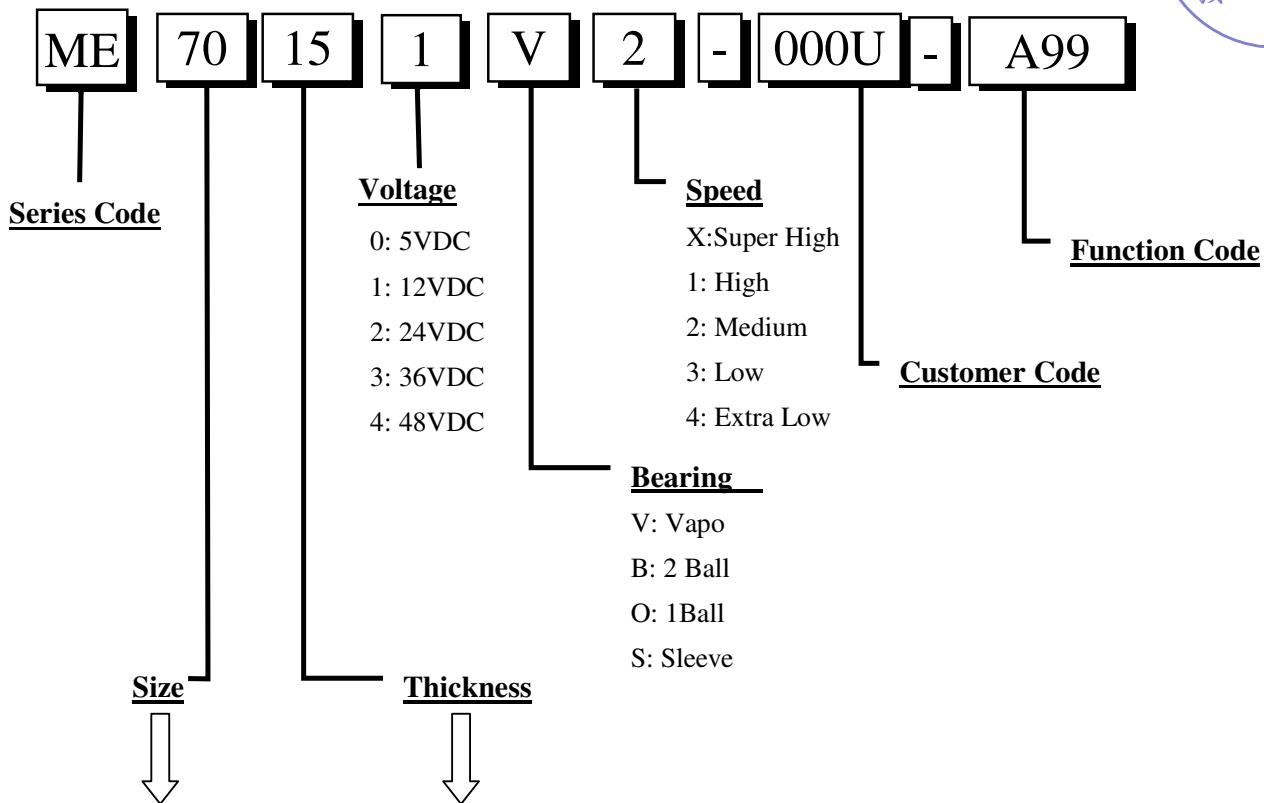 ME 70 15 1 V 2 - 000U - A99
Series Code
Voltage
0: 5VDC
1: 12VDC
2: 24VDC
3: 36VDC
4: 48VDC
Speed
X:Super High
1: High
2: Medium
3: Low
4: Extra Low
Function Code
Customer Code
Bearing
V: Vapo
B: 2 Ball
O: 1Ball
S: Sleeve
Size
Thickness